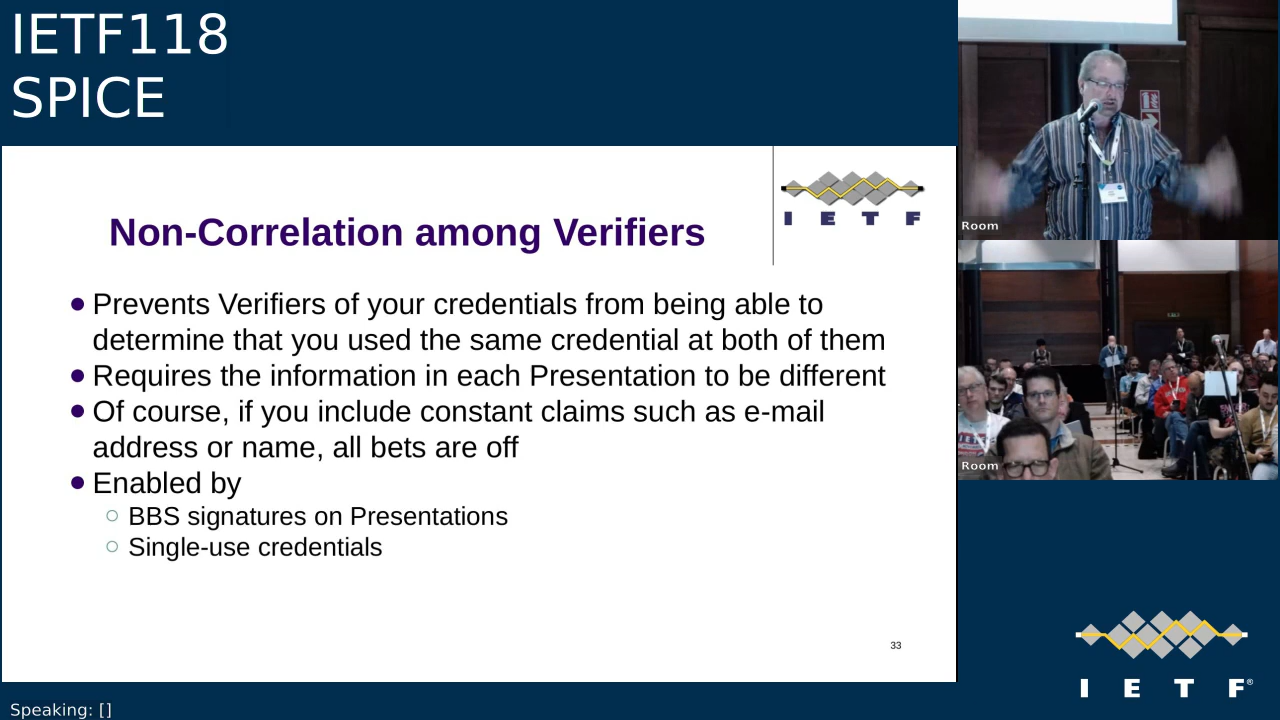 IETF118
SPICE
I E T F
Non-Correlation among Verifiers
● Prevents Verifiers of your credentials from being able to
determine that you used the same credential at both of them
● Requires the information in each Presentation to be different
● Of course, if you include constant claims such as e-mail
address or name, all bets are off
● Enabled by
○ BBS signatures on Presentations
○ Single-use credentials
33
Room
Room
I E T F®
Speaking: []